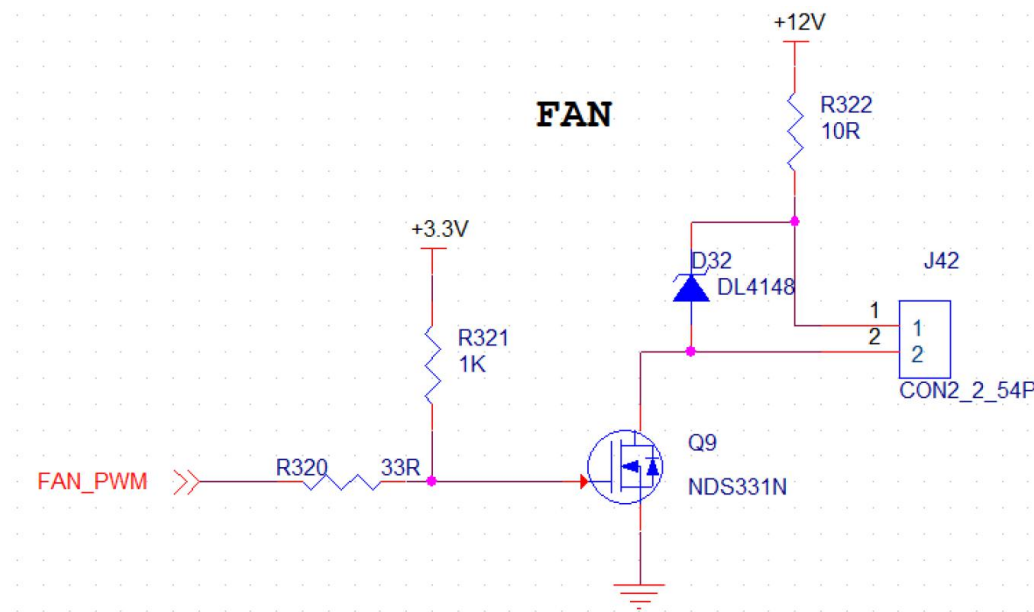 +12V
FAN
R322
10R
+3.3V
D32
DL4148
J42
R321
1K
1
1
2
2
CON2_2_54P
Q9
NDS331N
FAN_PWM
R320
33R